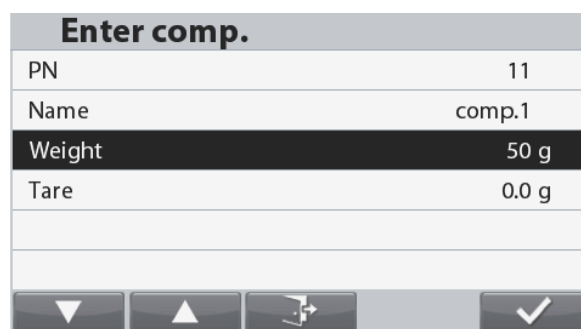 Enter comp.
PN 11
Name comp.1
Weight 50 g
Tare 0.0 g